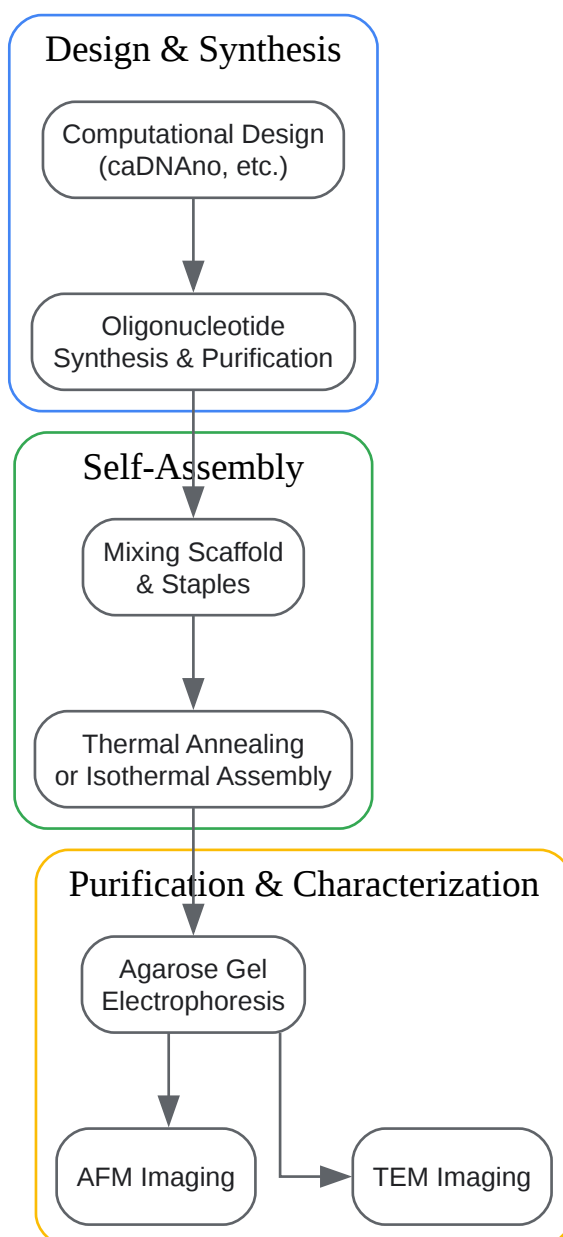 Design & Synthesis
Computational Design
(caDNAno, etc.)
Oligonucleotide
Synthesis & Purification
Self-Assembly
Mixing Scaffold
& Staples
Thermal Annealing
or Isothermal Assembly
Purification & Characterization
Agarose Gel
Electrophoresis
AFM Imaging
TEM Imaging